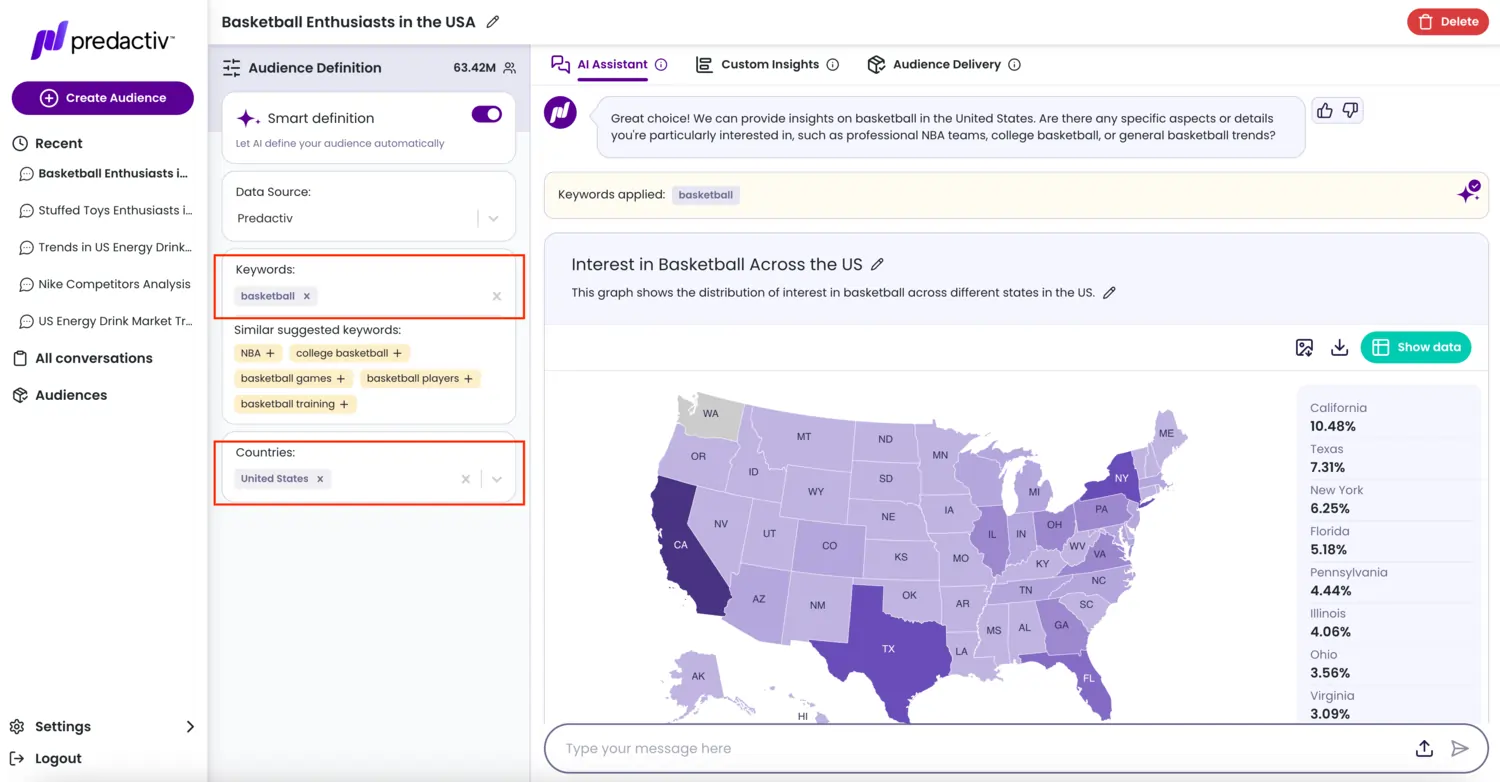 predactiv™
Create Audience
Recent
Basketball Enthusiasts i...
Stuffed Toys Enthusiasts i...
Trends in US Energy Drink...
Nike Competitors Analysis
US Energy Drink Market Tr...
All conversations
Audiences
Settings
Logout
Basketball Enthusiasts in the USA
Delete
Audience Definition
63.42M
Smart definition
Let AI define your audience automatically
Data Source:
Predactiv
Keywords:
basketball ×
Similar suggested keywords:
NBA +
college basketball +
basketball games +
basketball players +
basketball training +
Countries:
United States ×
AI Assistant
Custom Insights
Audience Delivery
Great choice! We can provide insights on basketball in the United States. Are there any specific aspects or details
you're particularly interested in, such as professional NBA teams, college basketball, or general basketball trends?
Keywords applied: basketball
Interest in Basketball Across the US
This graph shows the distribution of interest in basketball across different states in the US.
Show data
WA
MT
ND
MN
ME
OR
ID
SD
WY
MI
NY
IA
NE
PA
NV
UT
CO
IL
IN
OH
CA
KS
MO
WV
VA
KY
AZ
NM
OK
AR
TN
NC
SC
MS
AL
GA
TX
LA
AK
FL
HI
California
10.48%
Texas
7.31%
New York
6.25%
Florida
5.18%
Pennsylvania
4.44%
Illinois
4.06%
Ohio
3.56%
Virginia
3.09%
Type your message here